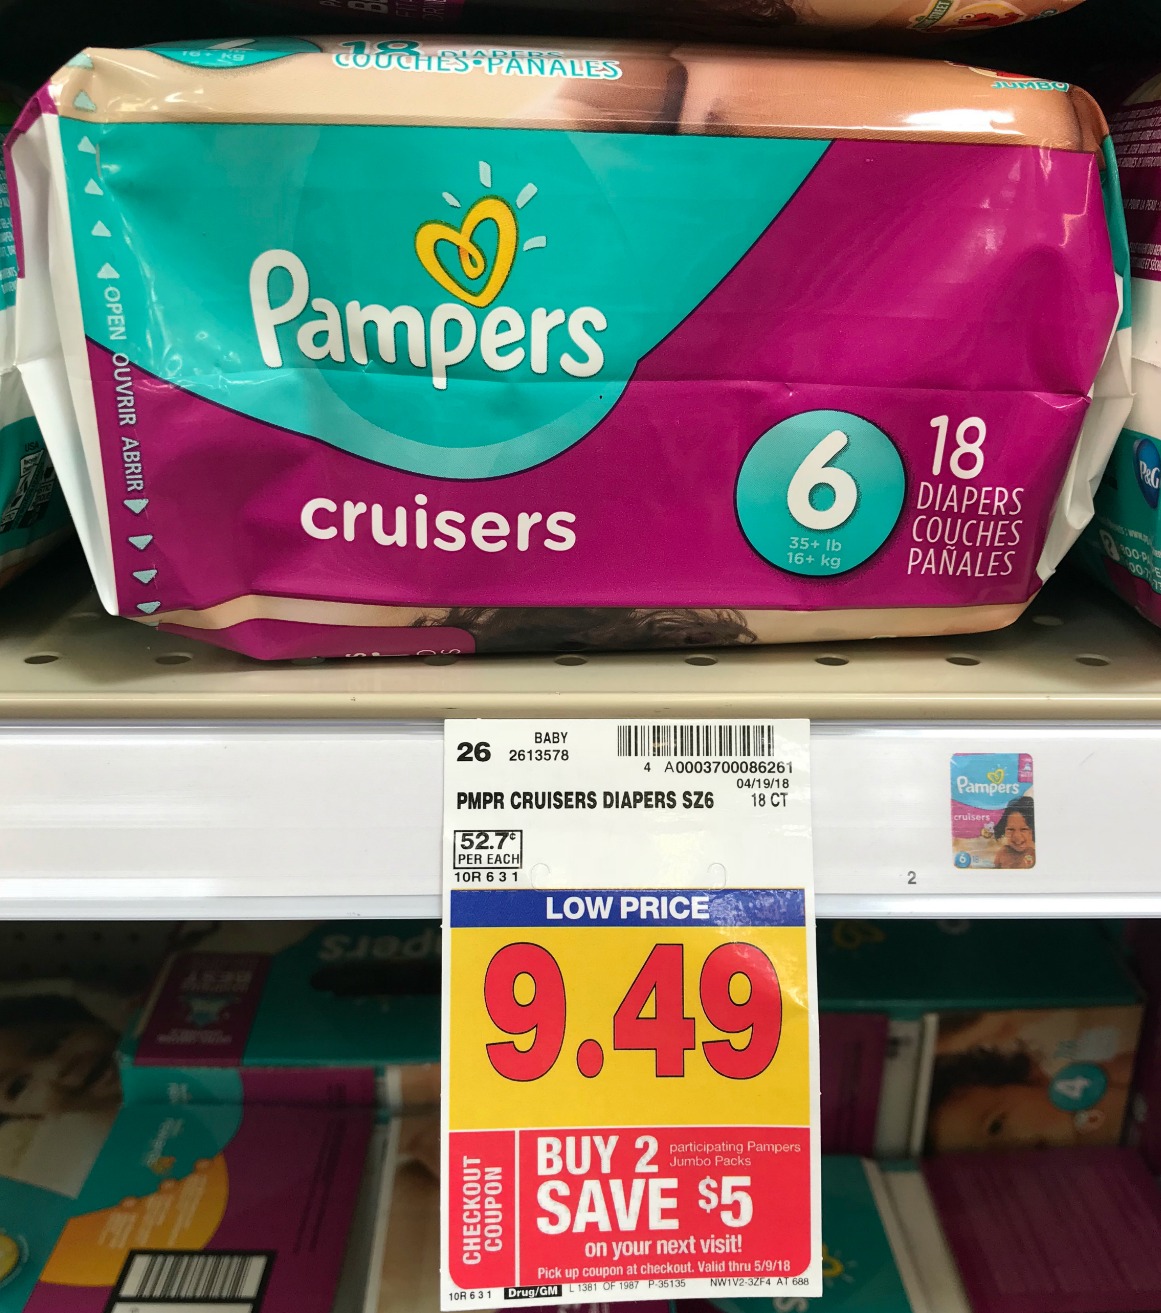 16+ kg
18 DIAPERS
COUCHES•PAÑALES
JUMBO
Pampers
OPEN OUVRIR ABRIR
cruisers
6
35+ lb
16+ kg
18
DIAPERS
COUCHES
PAÑALES
P&G
26
BABY
2613578
4 A0003700086261
04/19/18
PMPR CRUISERS DIAPERS SZ6
18 CT
52.7¢
PER EACH
10R 6 3 1
LOW PRICE
9.49
CHECKOUT
COUPON
BUY 2 participating Pampers
Jumbo Packs
SAVE $5
on your next visit!
Pick up coupon at checkout. Valid thru 5/9/18
10R 6 3 1 Drug/GM L 1381 OF 1987 P-35135 NW1V2-3ZF4 AT 688
Pampers
cruisers
6
2
4